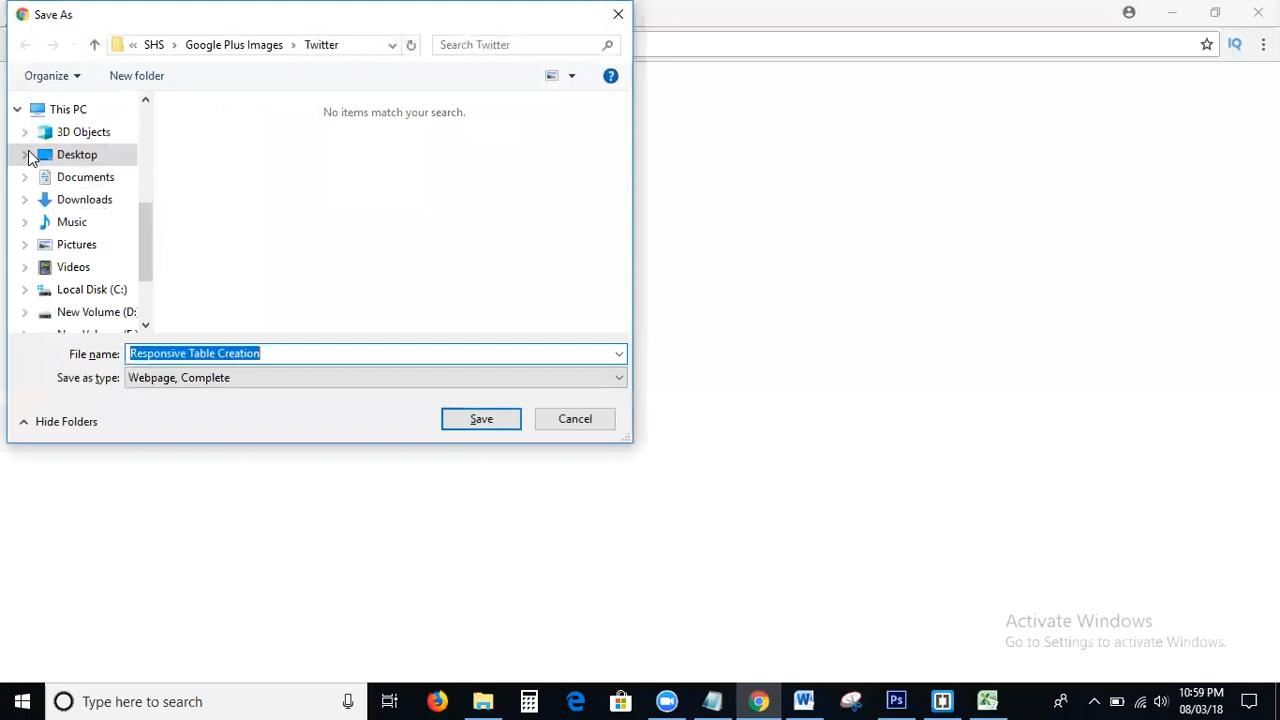 Save As
« SHS > Google Plus Images > Twitter
Search Twitter
Organize
New folder
This PC
No items match your search.
3D Objects
Desktop
Documents
Downloads
Music
Pictures
Videos
Local Disk (C:)
New Volume (D:
File name: Responsive Table Creation
Save as type: Webpage, Complete
Hide Folders
Save
Cancel
Activate Windows
Go to Settings to activate Windows.
Type here to search
10:59 PM
08/03/18